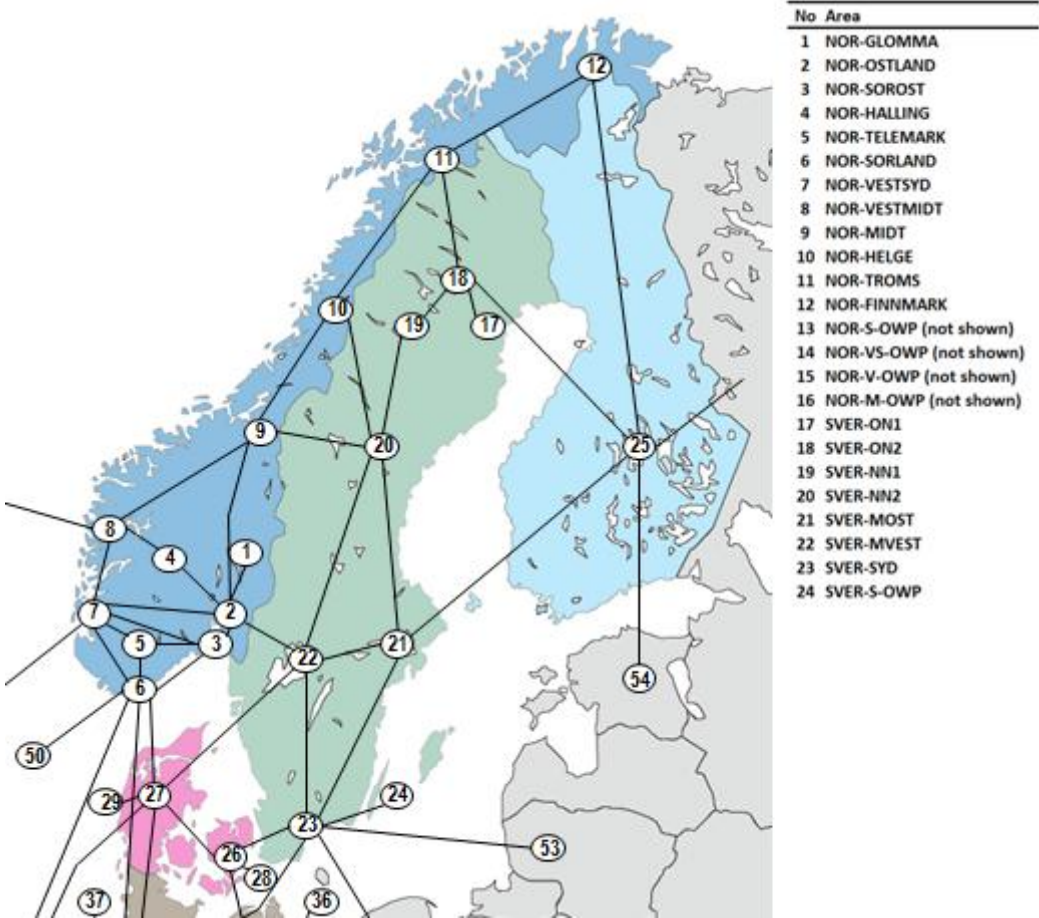 No Area
1 NOR-GLOMMA
2 NOR-OSTLAND
3 NOR-SOROST
4 NOR-HALLING
5 NOR-TELEMARK
6 NOR-SORLAND
7 NOR-VESTSYD
8 NOR-VESTMIDT
9 NOR-MIDT
10 NOR-HELGE
11 NOR-TROMS
12 NOR-FINNMARK
13 NOR-S-OWP (not shown)
14 NOR-VS-OWP (not shown)
15 NOR-V-OWP (not shown)
16 NOR-M-OWP (not shown)
17 SVER-ON1
18 SVER-ON2
19 SVER-NN1
20 SVER-NN2
21 SVER-MOST
22 SVER-MVEST
23 SVER-SYD
24 SVER-S-OWP
12
11
18
10
19
17
9
20
25
8
4
1
7
2
5
3
21
22
6
54
50
29
27
24
23
26
53
28
37
36